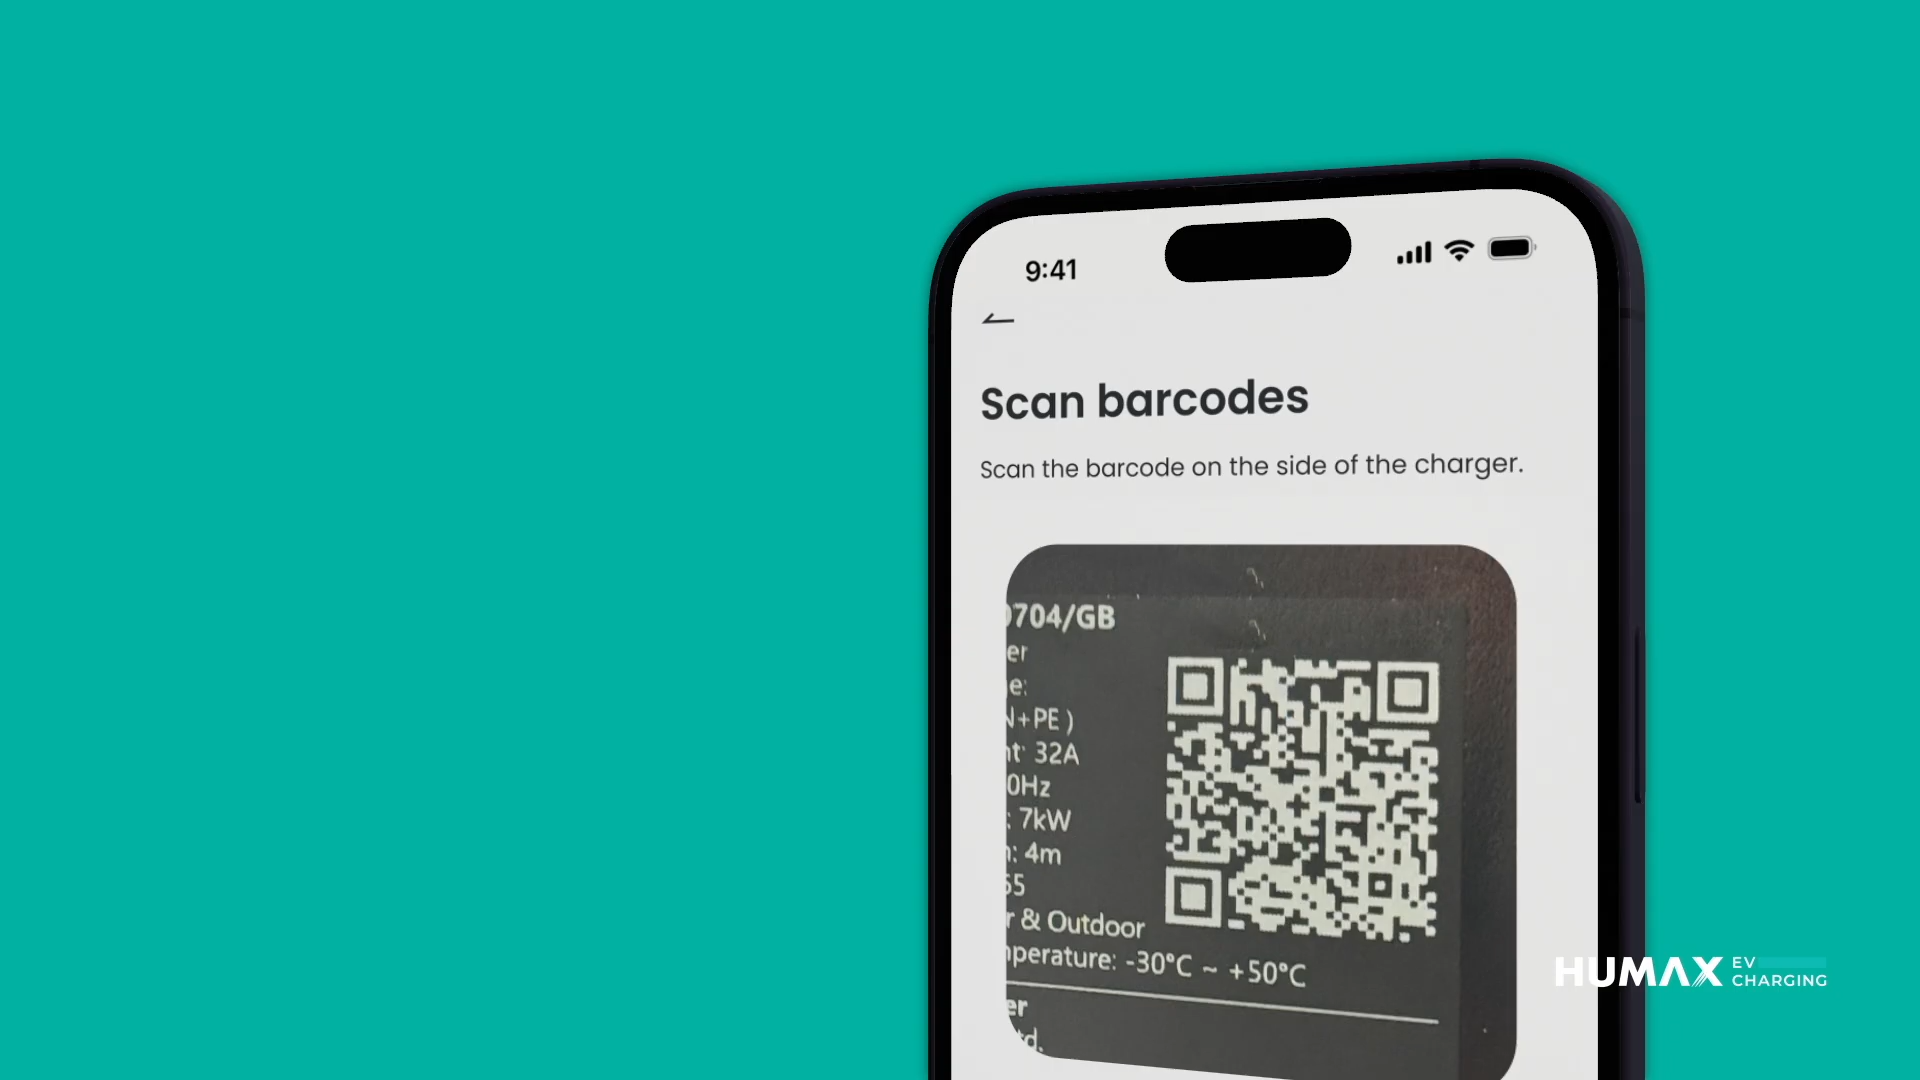 9:41
Scan barcodes
Scan the barcode on the side of the charger.
704/GB
er
e:
N+PE )
nt: 32A
0Hz
: 7kW
: 4m
55
r & Outdoor
perature: -30°C ~ +50°C
er
td.
HUMAX EV
CHARGING